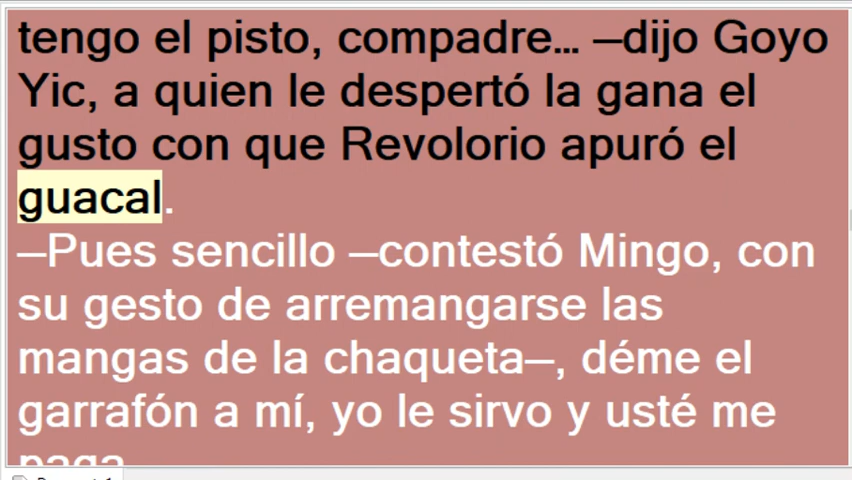 tengo el pisto, compadre... —dijo Goyo
Yic, a quien le despertó la gana el
gusto con que Revolorio apuró el
guacal.
—Pues sencillo —contestó Mingo, con
su gesto de arremangarse las
mangas de la chaqueta—, déme el
garrafón a mí, yo le sirvo y usté me
paga